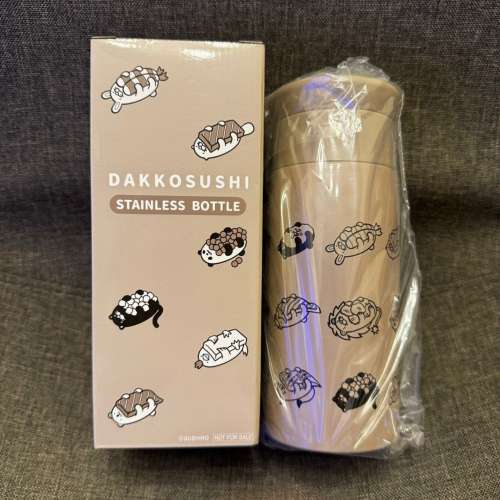 DAKKOSUSHI
STAINLESS BOTTLE
NOT FOR SALE